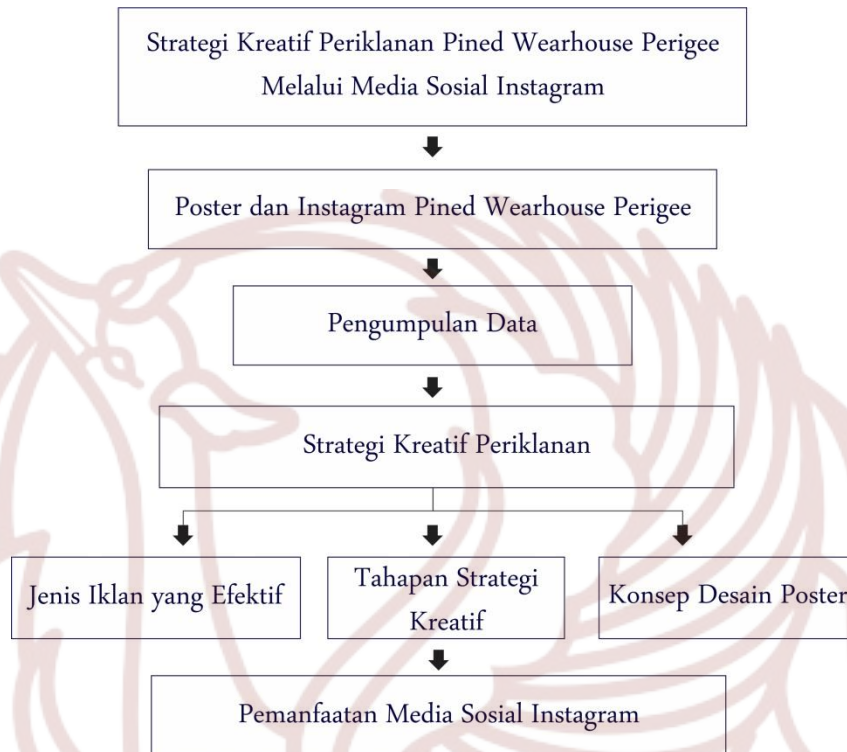 Strategi Kreatif Periklanan Pined Wearhouse Perigee
Melalui Media Sosial Instagram
Poster dan Instagram Pined Wearhouse Perigee
Pengumpulan Data
Strategi Kreatif Periklanan
Jenis Iklan yang Efektif
Tahapan Strategi
Kreatif
Konsep Desain Poster
Pemanfaatan Media Sosial Instagram